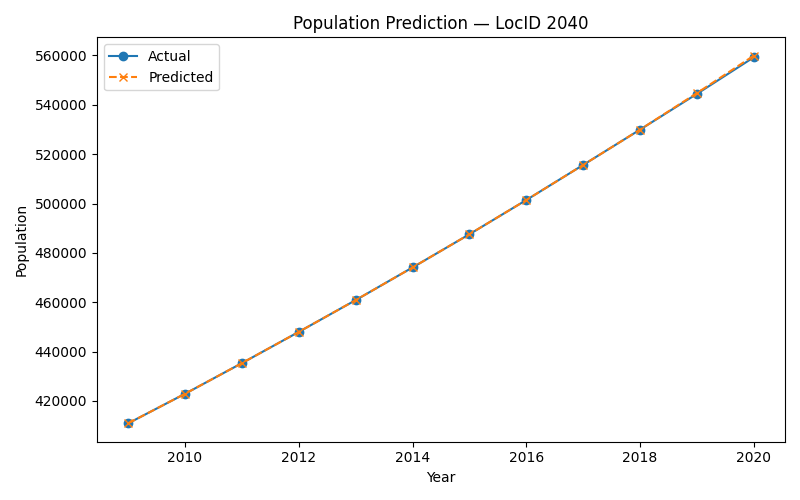 Population Prediction — LocID 2040
Actual
Predicted
Population
560000
540000
520000
500000
480000
460000
440000
420000
2010 2012 2014 2016 2018 2020
Year